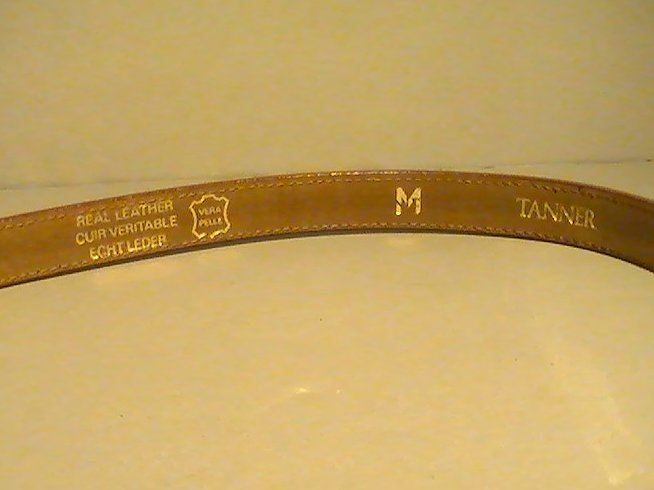 REAL LEATHER
CUIR VERITABLE
ECHT LEDER
VERA
PELLE
M
TANNER